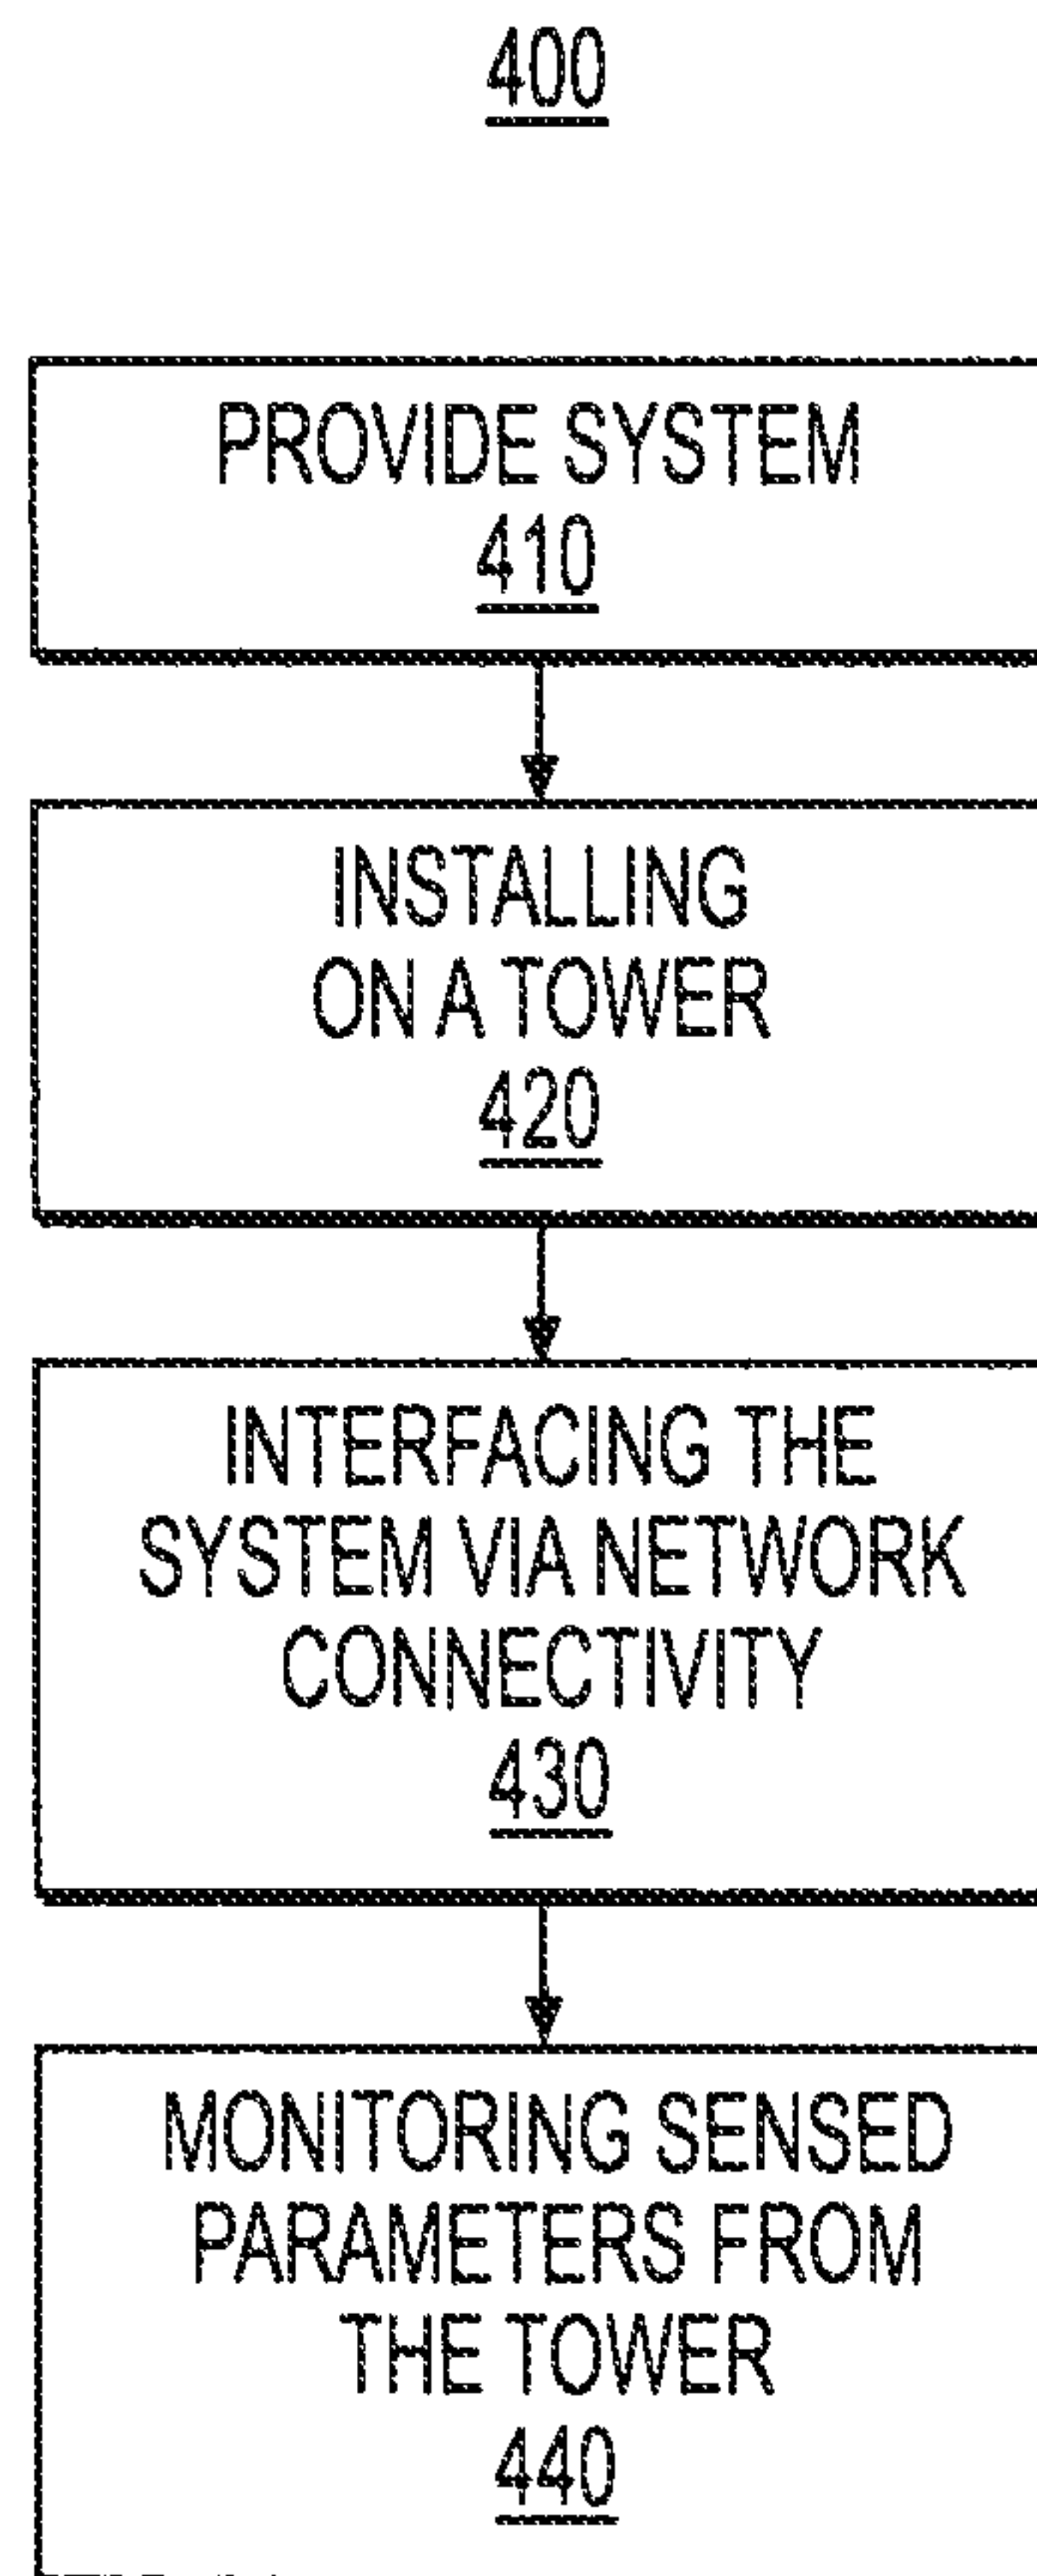 400
PROVIDE SYSTEM
410
INSTALLING
ON A TOWER
420
INTERFACING THE
SYSTEM VIA NETWORK
CONNECTIVITY
430
MONITORING SENSED
PARAMETERS FROM
THE TOWER
440